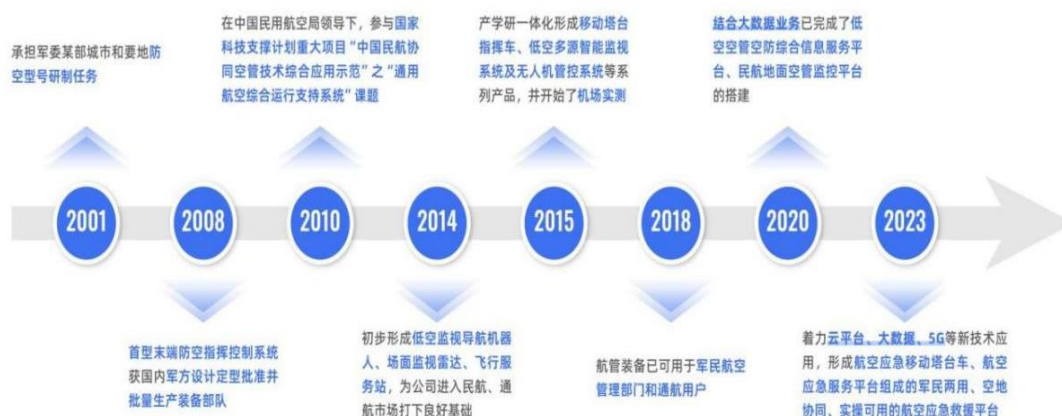 承担军委某部城市和要地防
空型号研制任务
在中国民用航空局领导下，参与国家
科技支撑计划重大项目“中国民航协
同空管技术综合应用示范”之“通用
航空综合运行支持系统”课题
产学研一体化形成移动塔台
指挥车、低空多源智能监视
系统及无人机管控系统等系
列产品，并开始了机场实测
结合大数据业务已完成了低
空空管空防综合信息服务平
台、民航地面空管监控平台
的搭建
2001
2008
2010
2014
2015
2018
2020
2023
首型末端防空指挥控制系统
获国内军方设计定型批准并
批量生产装备部队
初步形成低空监视导航机器
人、场面监视雷达、飞行服
务站，为公司进入民航、通
航市场打下良好基础
航管装备已可用于军民航空
管理部门和通航用户
着力云平台、大数据、5G等新技术应
用，形成航空应急移动塔台车、航空
应急服务平台组成的军民两用、空地
协同、实操可用的航空应急救援平台